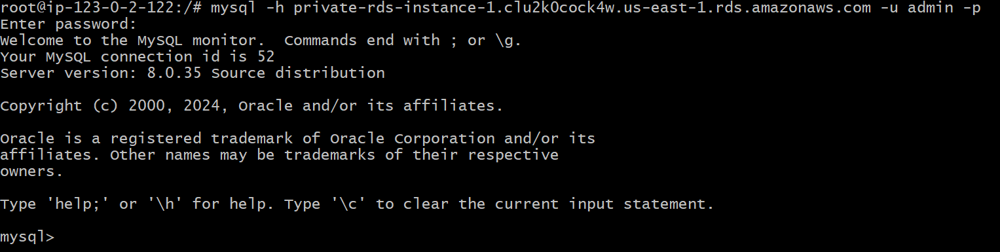 root@ip-123-0-2-122:/# mysql -h private-rds-instance-1.clu2k0cock4w.us-east-1.rds.amazonaws.com -u admin -p
Enter password:
Welcome to the MySQL monitor.  Commands end with ; or \g.
Your MySQL connection id is 52
Server version: 8.0.35 Source distribution

Copyright (c) 2000, 2024, Oracle and/or its affiliates.

Oracle is a registered trademark of Oracle Corporation and/or its
affiliates. Other names may be trademarks of their respective
owners.

Type 'help;' or '\h' for help. Type '\c' to clear the current input statement.

mysql>